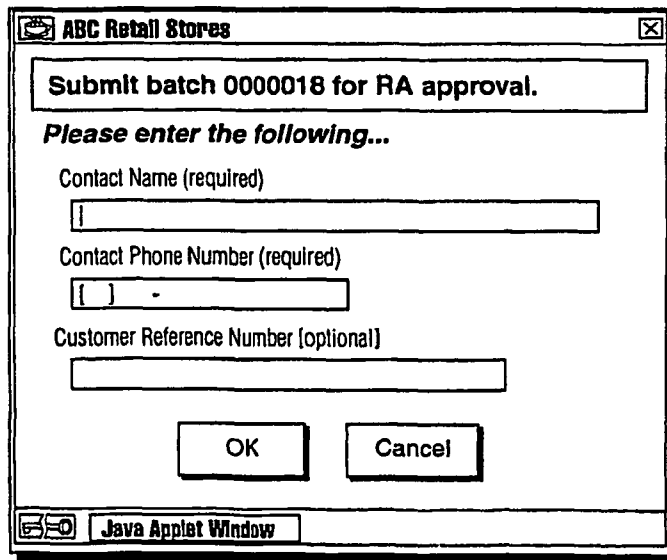 ABC Retail Stores
Submit batch 0000018 for RA approval.
Please enter the following...
Contact Name (required)
Contact Phone Number (required)
[ ] -
Customer Reference Number [optional]
OK Cancel
Java Applet Window